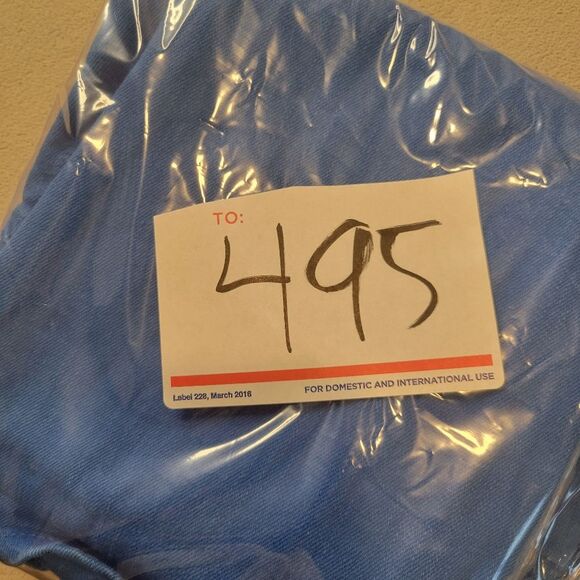 TO:
495
Label 228, March 2016
FOR DOMESTIC AND INTERNATIONAL USE